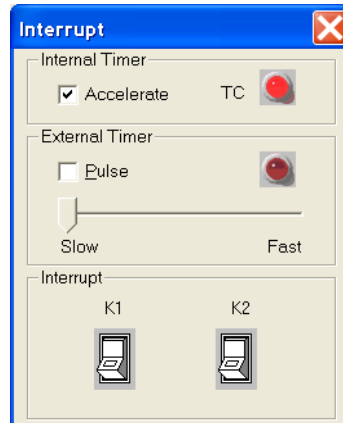 Interrupt
Internal Timer
Accelerate TC
External Timer
Pulse
Slow Fast
Interrupt
K1 K2